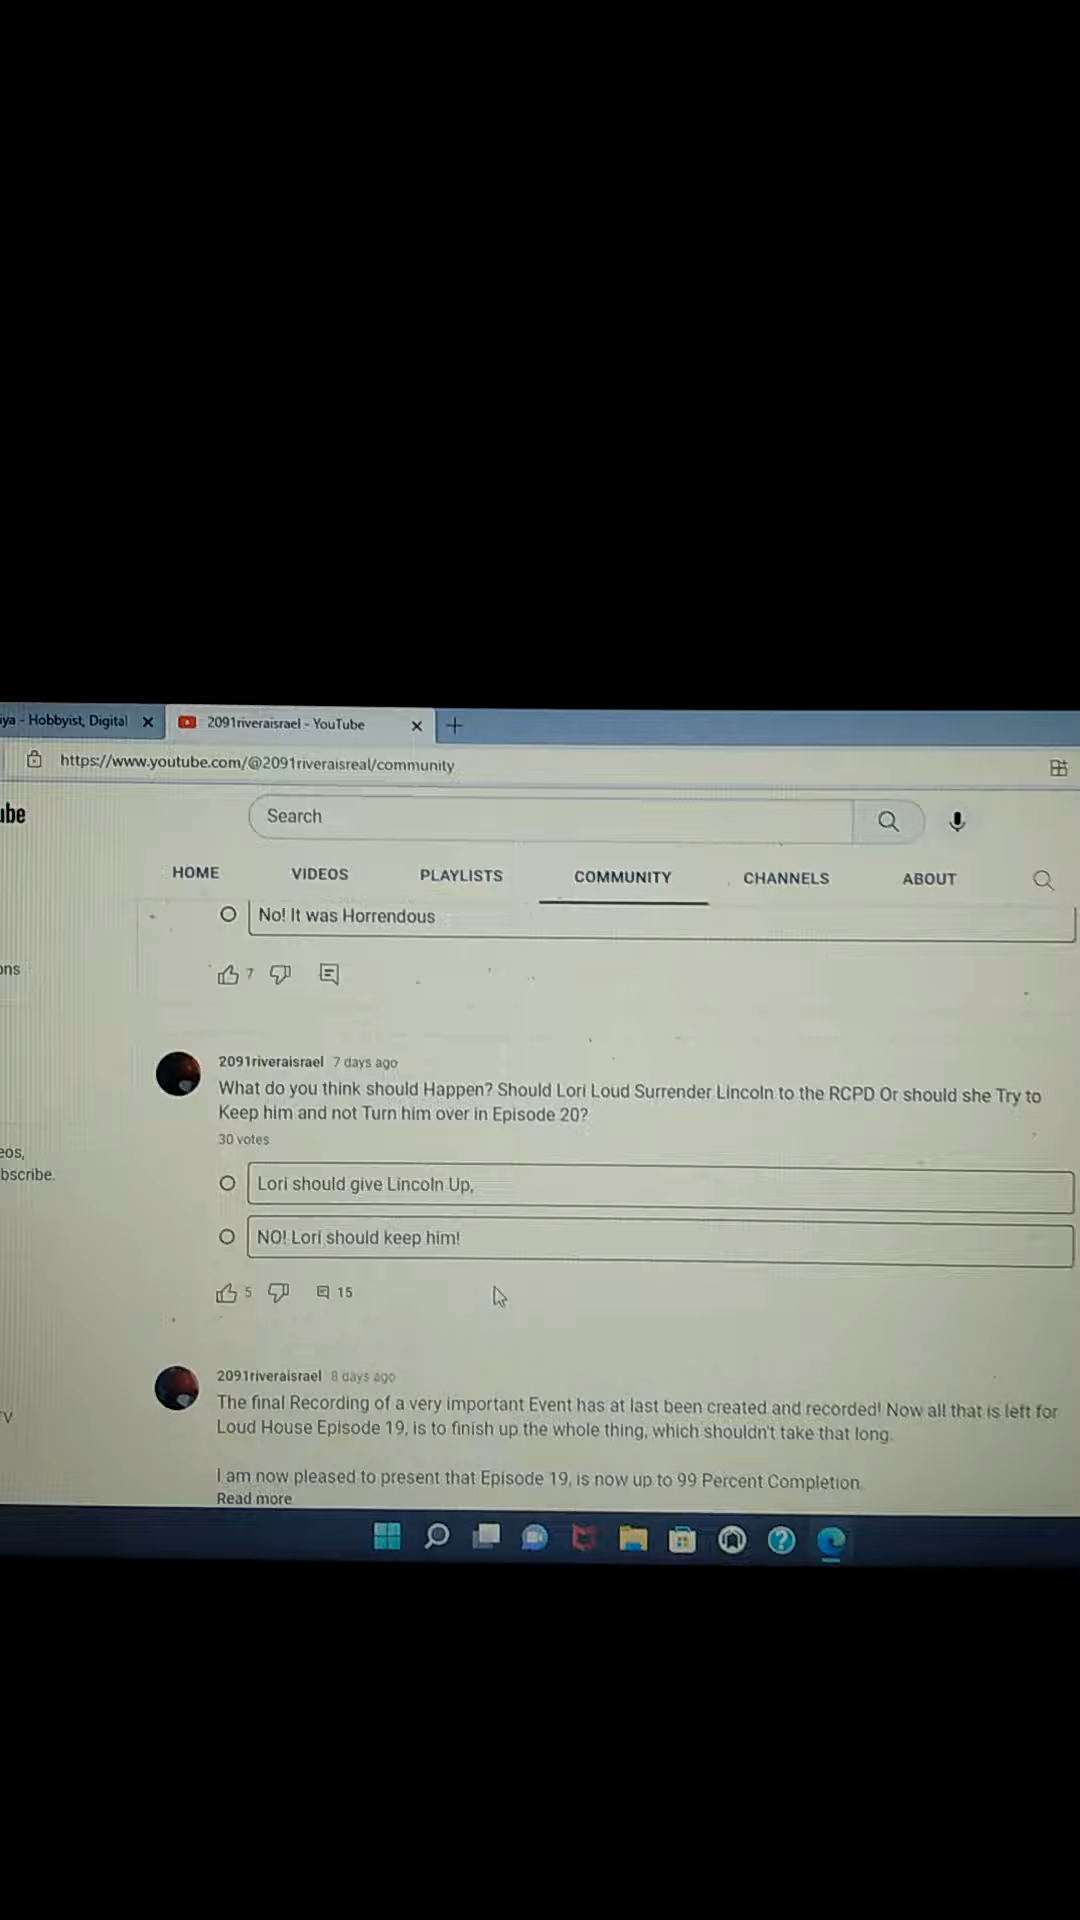 iya - Hobbyist, Digital
2091riveraisrael - YouTube
https://www.youtube.com/@2091riveraisreal/community
ube
Search
HOME VIDEOS PLAYLISTS COMMUNITY CHANNELS ABOUT
No! It was Horrendous
ons
7
2091riveraisrael 7 days ago
What do you think should Happen? Should Lori Loud Surrender Lincoln to the RCPD Or should she Try to
Keep him and not Turn him over in Episode 20?
30 votes
eos,
bscribe.
Lori should give Lincoln Up,
NO! Lori should keep him!
5 15
2091riveraisrael 8 days ago
The final Recording of a very important Event has at last been created and recorded! Now all that is left for
Loud House Episode 19, is to finish up the whole thing, which shouldn't take that long.
TV
I am now pleased to present that Episode 19, is now up to 99 Percent Completion.
Read more